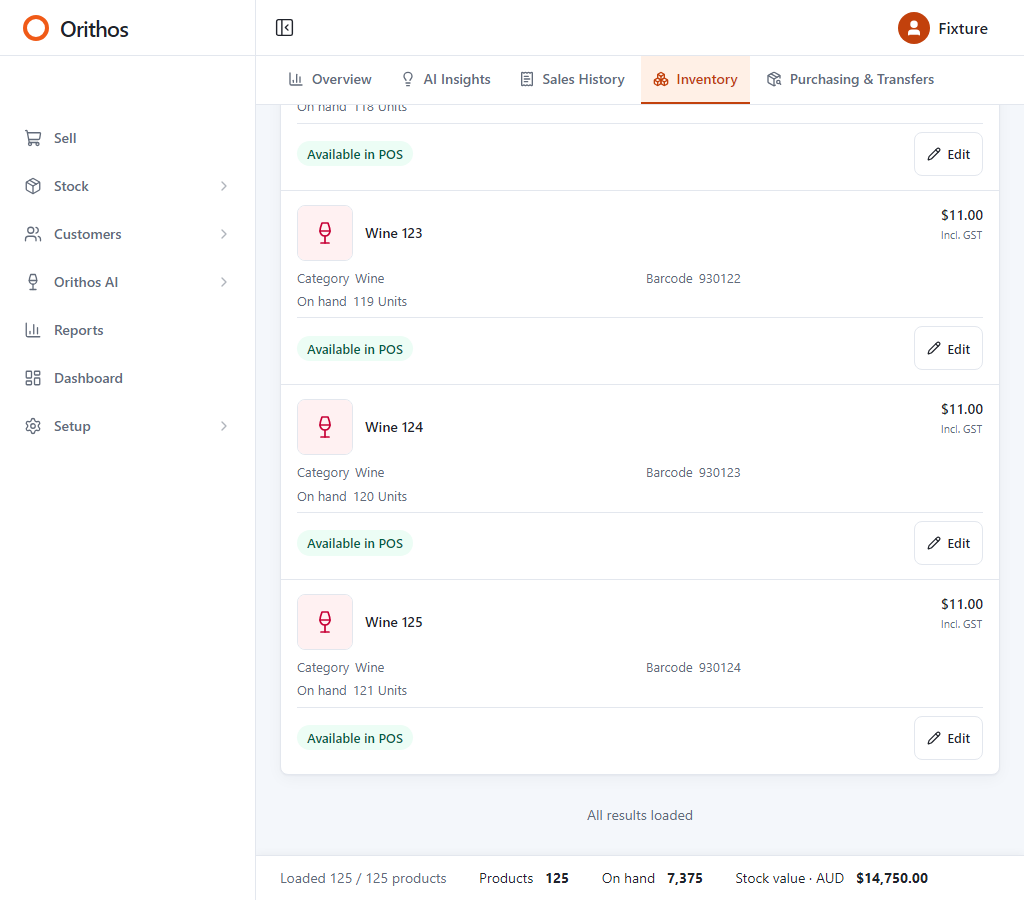 Orithos
Fixture
Overview
AI Insights
Sales History
Inventory
Purchasing & Transfers
Sell
Stock
Customers
Orithos AI
Reports
Dashboard
Setup
On hand 118 Units
Available in POS
Edit
Wine 123
$11.00
Incl. GST
Category Wine
Barcode 930122
On hand 119 Units
Available in POS
Edit
Wine 124
$11.00
Incl. GST
Category Wine
Barcode 930123
On hand 120 Units
Available in POS
Edit
Wine 125
$11.00
Incl. GST
Category Wine
Barcode 930124
On hand 121 Units
Available in POS
Edit
All results loaded
Loaded 125 / 125 products
Products 125
On hand 7,375
Stock value · AUD $14,750.00